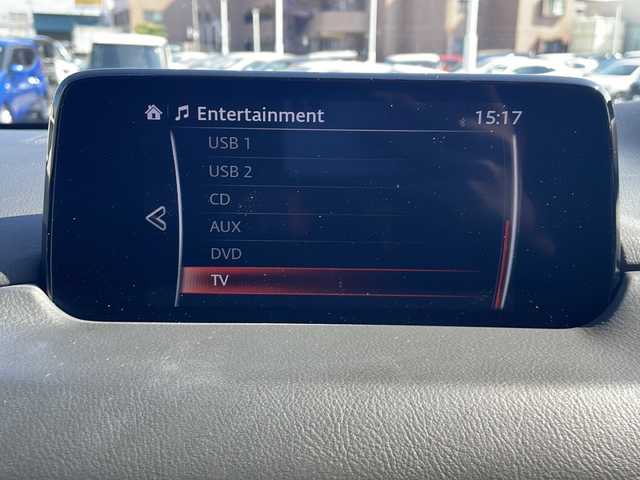 Entertainment 15:17
USB 1
USB 2
CD
AUX
DVD
TV